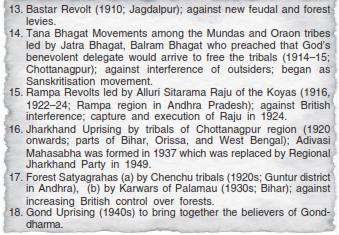 13. Bastar Revolt (1910; Jagdalpur); against new feudal and forest
levies.
14. Tana Bhagat Movements among the Mundas and Oraon tribes
led by Jatra Bhagat, Balram Bhagat who preached that God's
benevolent delegate would arrive to free the tribals (1914–15;
Chottanagpur); against interference of outsiders; began as
Sanskritisation movement.
15. Rampa Revolts led by Alluri Sitarama Raju of the Koyas (1916,
1922–24; Rampa region in Andhra Pradesh); against British
interference; capture and execution of Raju in 1924.
16. Jharkhand Uprising by tribals of Chottanagpur region (1920
onwards; parts of Bihar, Orissa, and West Bengal); Adivasi
Mahasabha was formed in 1937 which was replaced by Regional
Jharkhand Party in 1949.
17. Forest Satyagrahas (a) by Chenchu tribals (1920s; Guntur district
in Andhra), (b) by Karwars of Palamau (1930s; Bihar); against
increasing British control over forests.
18. Gond Uprising (1940s) to bring together the believers of Gond-
dharma.